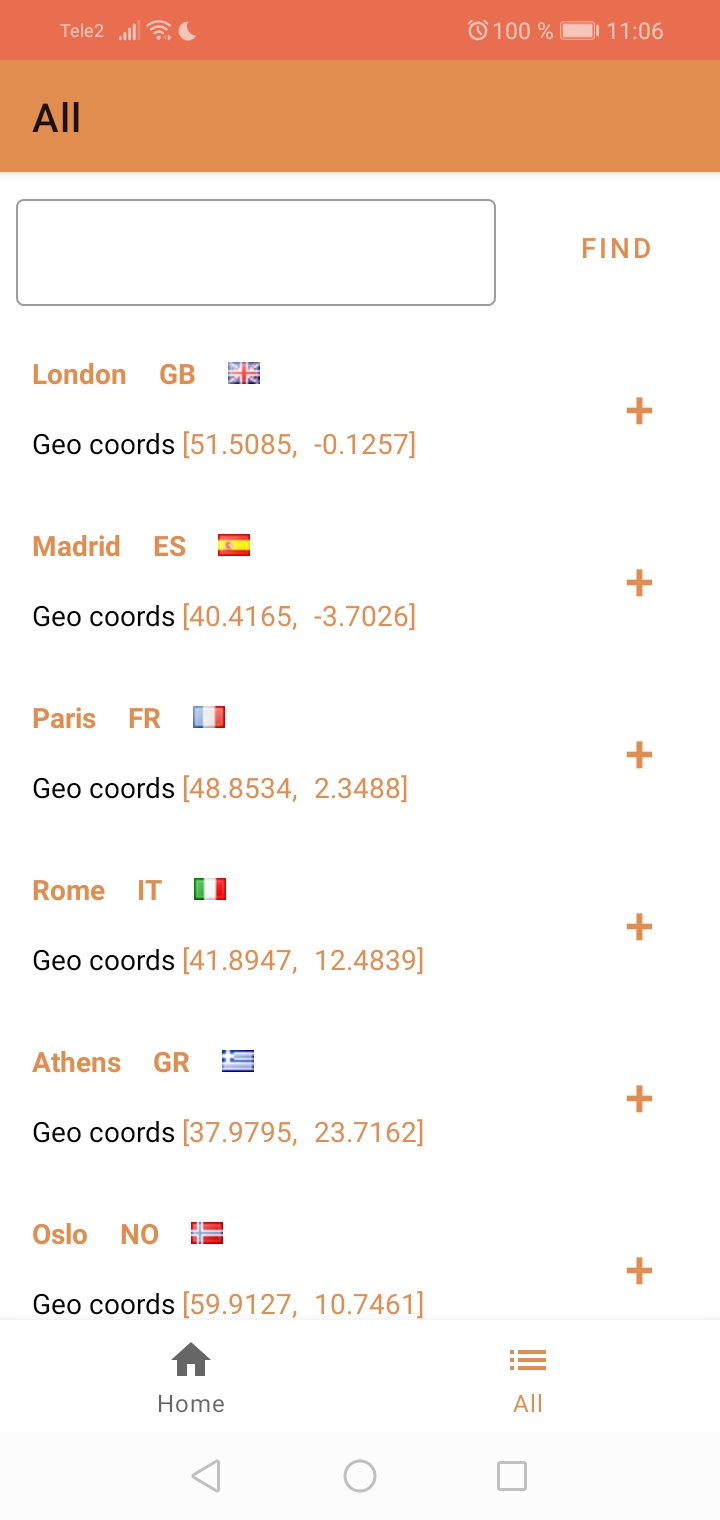 Tele2 100 % 11:06
All
FIND
London GB
Geo coords [51.5085, -0.1257]
Madrid ES
Geo coords [40.4165, -3.7026]
Paris FR
Geo coords [48.8534, 2.3488]
Rome IT
Geo coords [41.8947, 12.4839]
Athens GR
Geo coords [37.9795, 23.7162]
Oslo NO
Geo coords [59.9127, 10.7461]
Home All